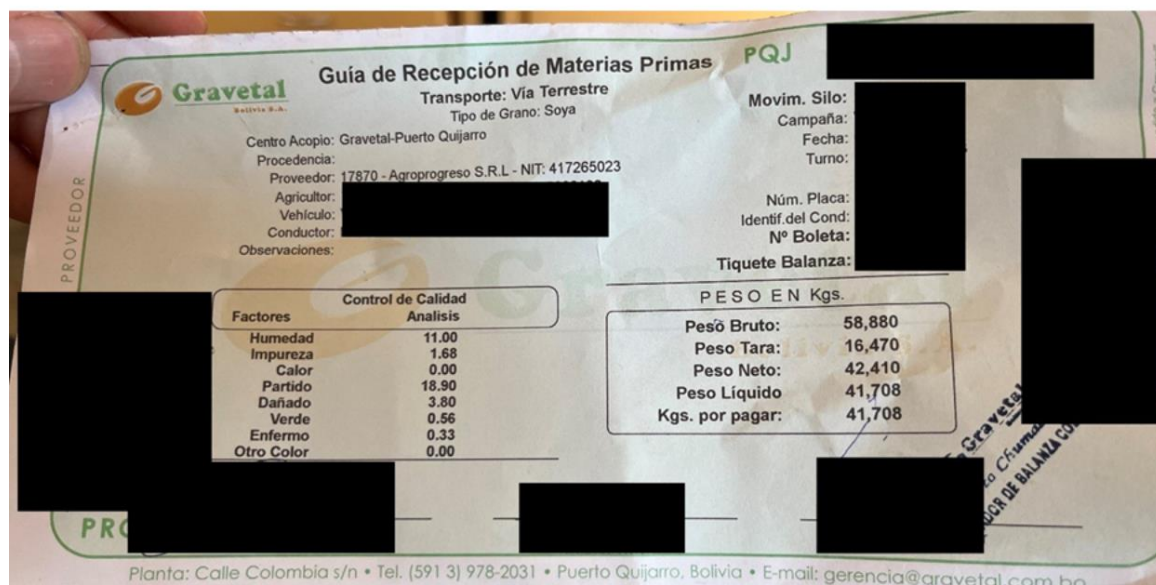 Gravetal
Bolivia S.A.
Guía de Recepción de Materias Primas
PQJ
Transporte: Vía Terrestre
Tipo de Grano: Soya
Centro Acopio: Gravetal-Puerto Quijarro
Procedencia:
Proveedor: 17870 - Agroprogreso S.R.L - NIT: 417265023
Agricultor:
Vehículo:
Conductor:
Observaciones:
Movim. Silo:
Campaña:
Fecha:
Turno:
Núm. Placa:
Identif.del Cond:
Nº Boleta:
Tiquete Balanza:
PROVEEDOR
Control de Calidad
Factores Analisis
Humedad 11.00
Impureza 1.68
Calor 0.00
Partido 18.90
Dañado 3.80
Verde 0.56
Enfermo 0.33
Otro Color 0.00
PESO EN Kgs.
Peso Bruto: 58,880
Peso Tara: 16,470
Peso Neto: 42,410
Peso Líquido 41,708
Kgs. por pagar: 41,708
Gravetal
DE BALANZA
PRO
Planta: Calle Colombia s/n • Tel. (591 3) 978-2031 • Puerto Quijarro, Bolivia • E-mail: gerencia@gravetal.com.bo